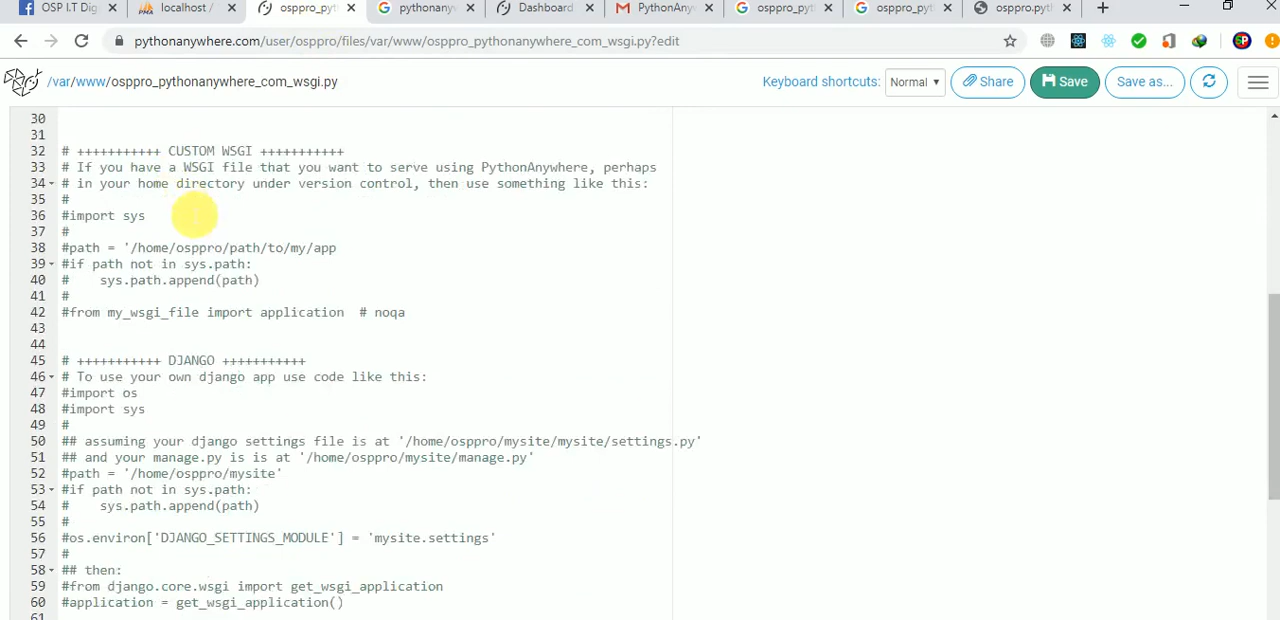 OSP I.T Dig
localhost /
osppro_pyt
pythonanyw
Dashboard
PythonAny
osppro_pyt
osppro_pyt
osppro.pyth
pythonanywhere.com/user/osppro/files/var/www/osppro_pythonanywhere_com_wsgi.py?edit
/var/www/osppro_pythonanywhere_com_wsgi.py
Keyboard shortcuts: Normal Share Save Save as...
30
31
32 # +++++++++++ CUSTOM WSGI +++++++++++
33 # If you have a WSGI file that you want to serve using PythonAnywhere, perhaps
34 # in your home directory under version control, then use something like this:
35 #
36 #import sys
37 #
38 #path = '/home/osppro/path/to/my/app
39 #if path not in sys.path:
40 #    sys.path.append(path)
41 #
42 #from my_wsgi_file import application  # noqa
43
44
45 # +++++++++++ DJANGO +++++++++++
46 # To use your own django app use code like this:
47 #import os
48 #import sys
49 #
50 ## assuming your django settings file is at '/home/osppro/mysite/mysite/settings.py'
51 ## and your manage.py is is at '/home/osppro/mysite/manage.py'
52 #path = '/home/osppro/mysite'
53 #if path not in sys.path:
54 #    sys.path.append(path)
55 #
56 #os.environ['DJANGO_SETTINGS_MODULE'] = 'mysite.settings'
57 #
58 ## then:
59 #from django.core.wsgi import get_wsgi_application
60 #application = get_wsgi_application()
61